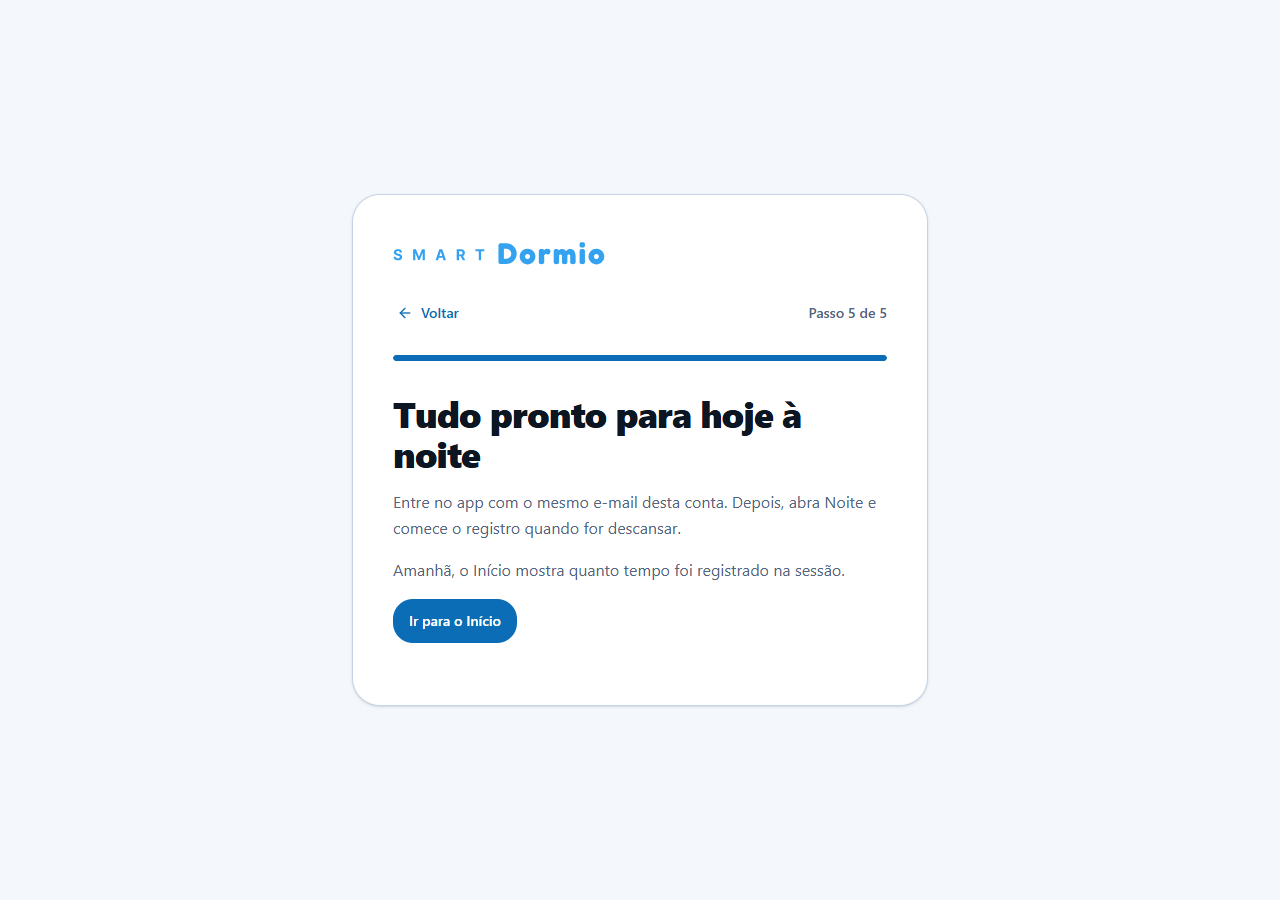 SMART Dormio
Voltar
Passo 5 de 5
Tudo pronto para hoje à
noite
Entre no app com o mesmo e-mail desta conta. Depois, abra Noite e
comece o registro quando for descansar.
Amanhã, o Início mostra quanto tempo foi registrado na sessão.
Ir para o Início